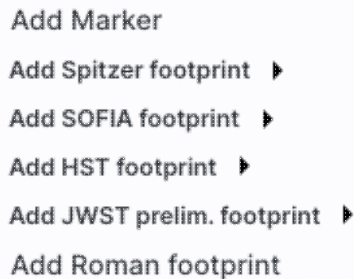 Add Marker
Add Spitzer footprint
Add SOFIA footprint
Add HST footprint
Add JWST prelim. footprint
Add Roman footprint